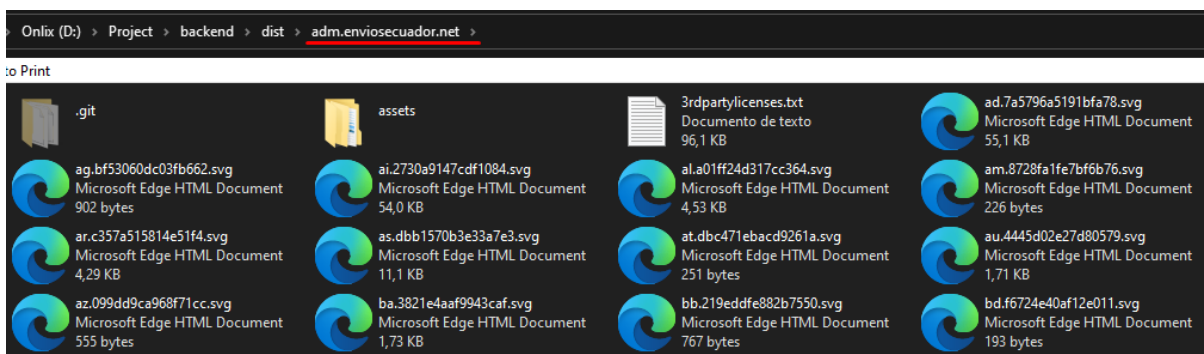 Onlix (D:) > Project > backend > dist > adm.enviosecuador.net >
to Print
.git
assets
3rdpartylicenses.txt
Documento de texto
96,1 KB
ad.7a5796a5191bfa78.svg
Microsoft Edge HTML Document
55,1 KB
ag.bf53060dc03fb662.svg
Microsoft Edge HTML Document
902 bytes
ai.2730a9147cdf1084.svg
Microsoft Edge HTML Document
54,0 KB
al.a01ff24d317cc364.svg
Microsoft Edge HTML Document
4,53 KB
am.8728fa1fe7bf6b76.svg
Microsoft Edge HTML Document
226 bytes
ar.c357a515814e51f4.svg
Microsoft Edge HTML Document
4,29 KB
as.dbb1570b3e33a7e3.svg
Microsoft Edge HTML Document
11,1 KB
at.dbc471ebacd9261a.svg
Microsoft Edge HTML Document
251 bytes
au.4445d02e27d80579.svg
Microsoft Edge HTML Document
1,71 KB
az.099dd9ca968f71cc.svg
Microsoft Edge HTML Document
555 bytes
ba.3821e4aaf9943caf.svg
Microsoft Edge HTML Document
1,73 KB
bb.219eddfe882b7550.svg
Microsoft Edge HTML Document
767 bytes
bd.f6724e40af12e011.svg
Microsoft Edge HTML Document
193 bytes